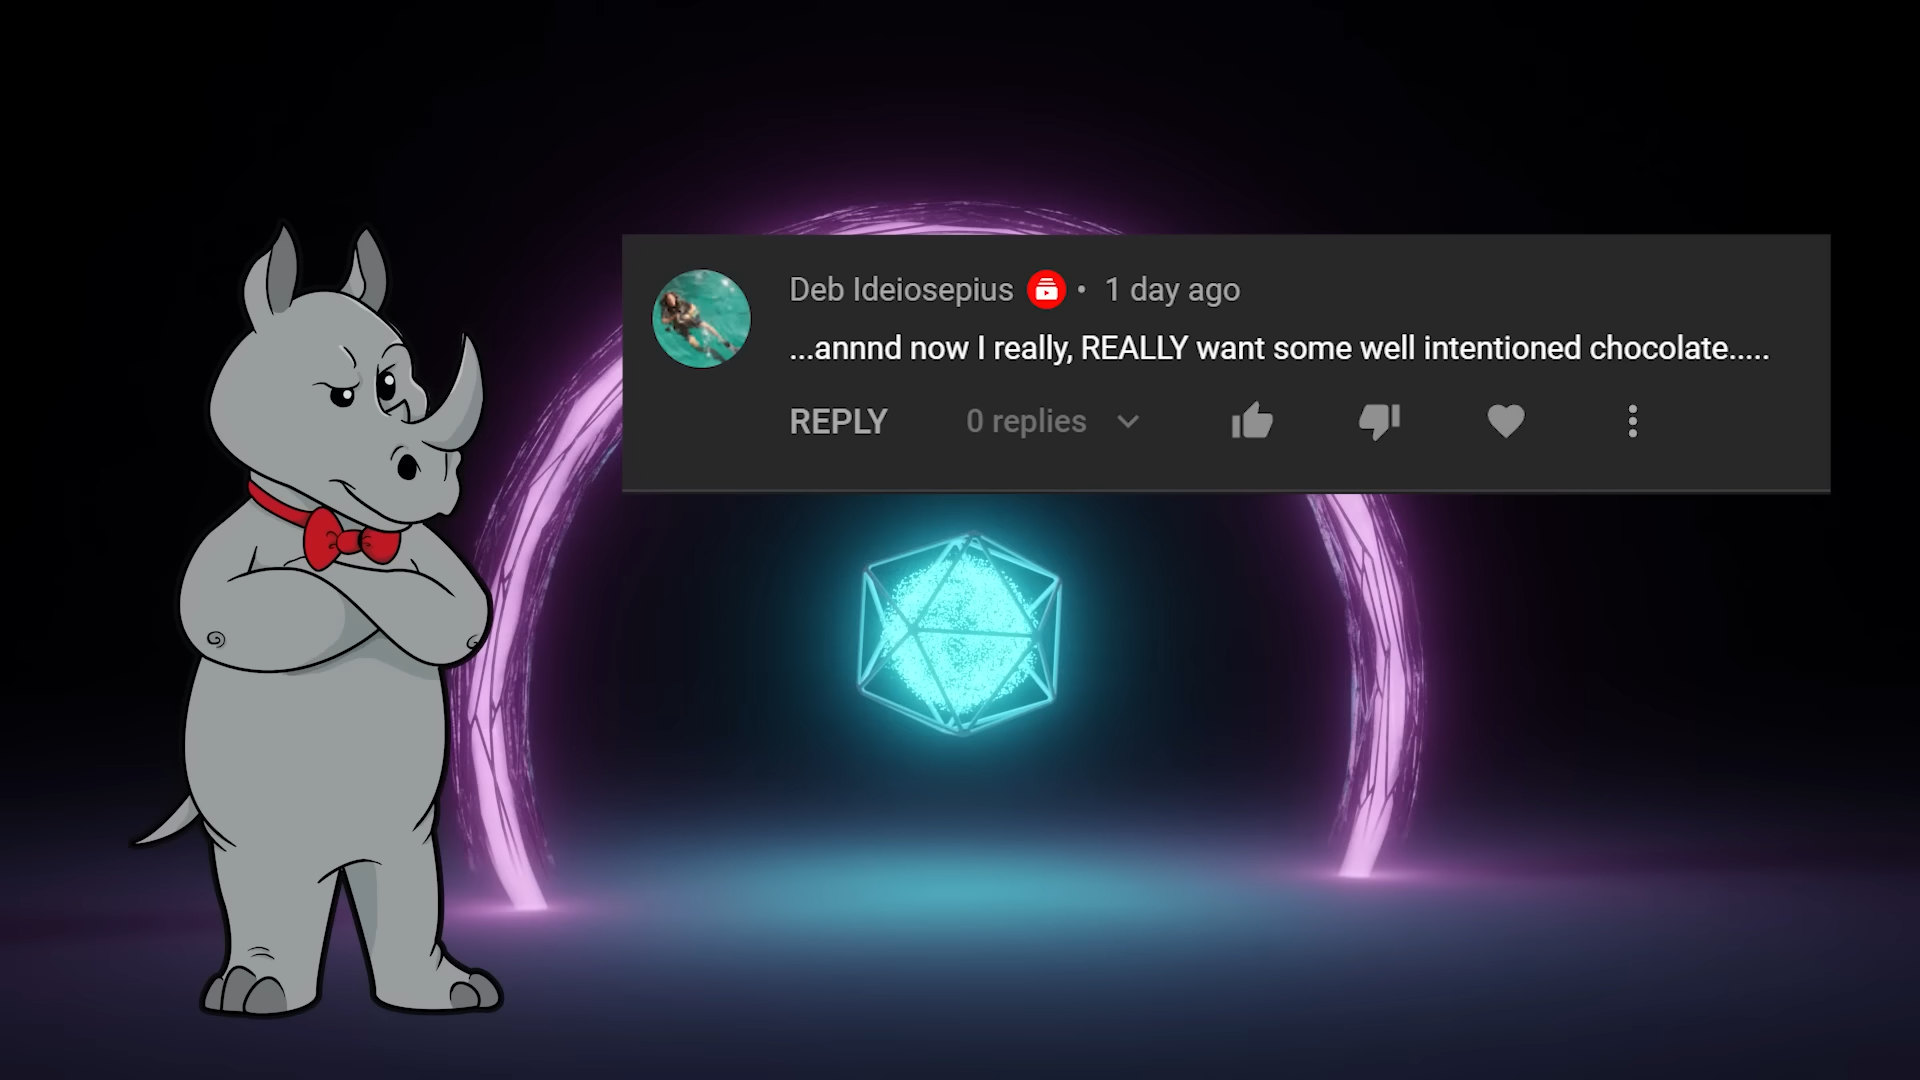 Deb Ideiosepius • 1 day ago
...annnd now I really, REALLY want some well intentioned chocolate.....
REPLY 0 replies